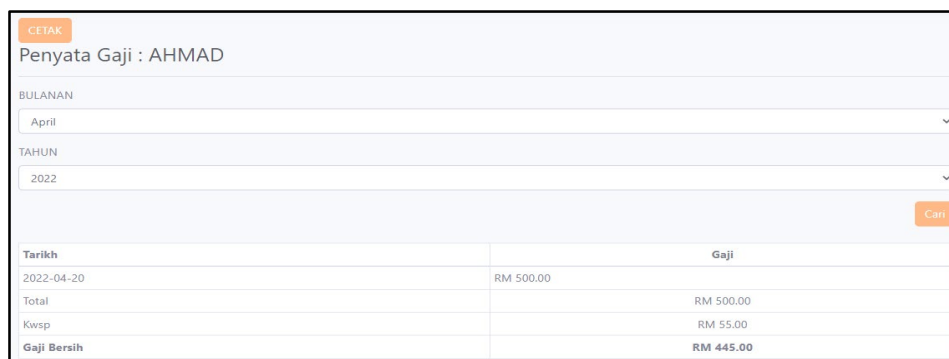 CETAK
Penyata Gaji : AHMAD
BULANAN
April
TAHUN
2022
Cari
Tarikh Gaji
2022-04-20 RM 500.00
Total RM 500.00
Kwsp RM 55.00
Gaji Bersih RM 445.00